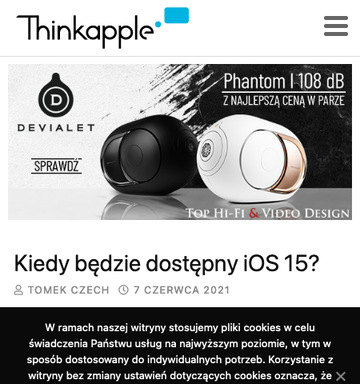 Thinkapple
Phantom I 108 dB
Z NAJLEPSZĄ CENĄ W PARZE
D
DEVIALET
SPRAWDŹ
TOP HI-FI & VIDEO DESIGN
Kiedy będzie dostępny iOS 15?
TOMEK CZECH 7 CZERWCA 2021
W ramach naszej witryny stosujemy pliki cookies w celu
świadczenia Państwu usług na najwyższym poziomie, w tym w
sposób dostosowany do indywidualnych potrzeb. Korzystanie z
witryny bez zmiany ustawień dotyczących cookies oznacza, że